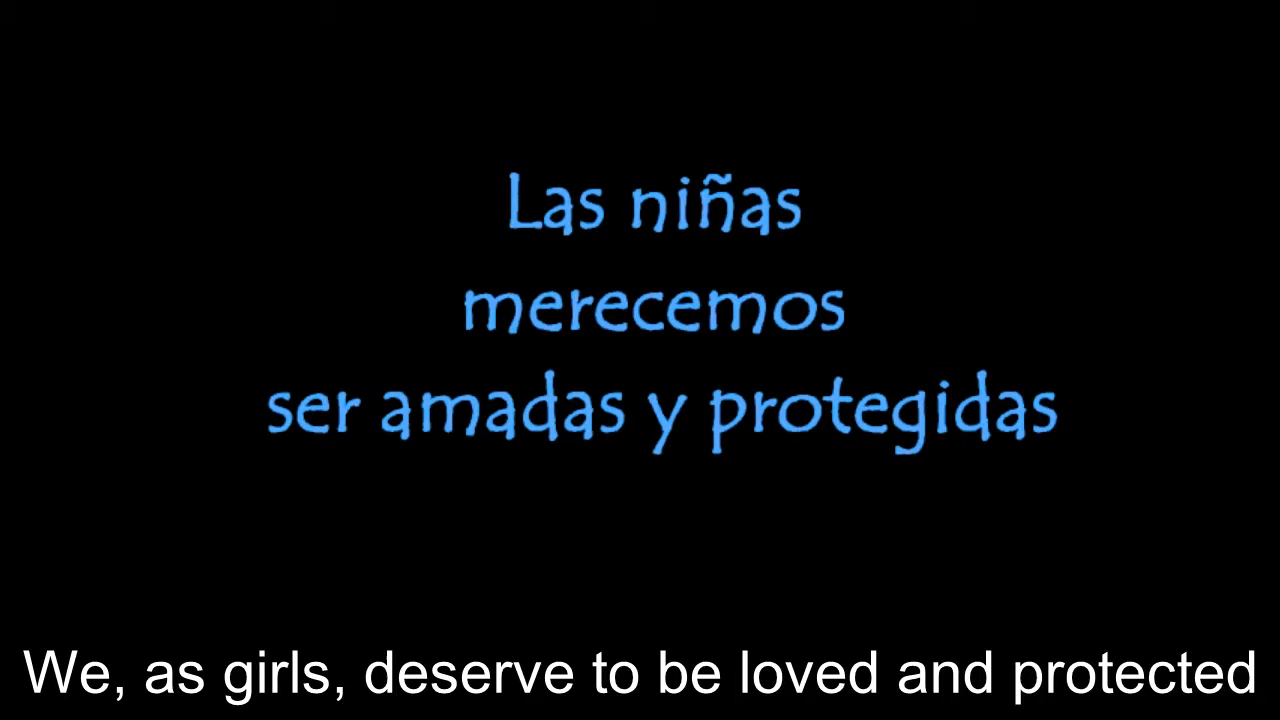 Las niñas
merecemos
ser amadas y protegidas
We, as girls, deserve to be loved and protected